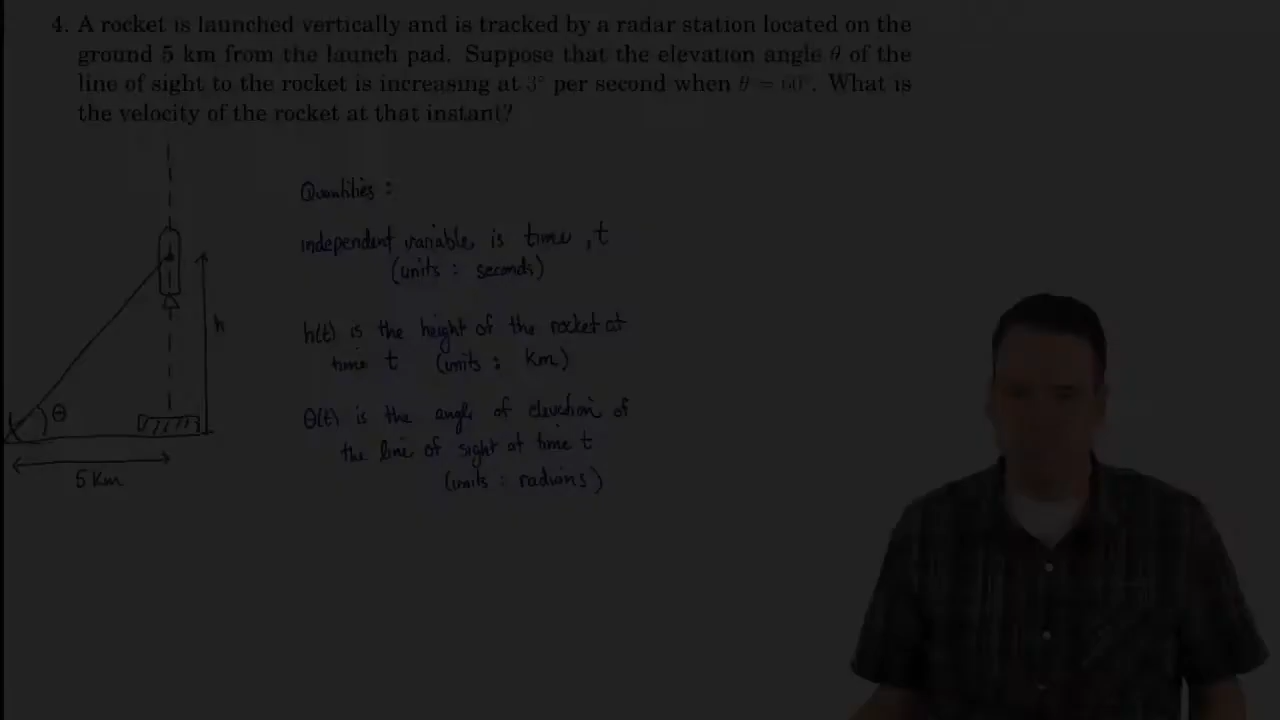 4. A rocket is launched vertically and is tracked by a radar station located on the
ground 5 km from the launch pad. Suppose that the elevation angle θ of the
line of sight to the rocket is increasing at 3° per second when θ = 60°. What is
the velocity of the rocket at that instant?
Quantities :
independent variable is time , t
(units : seconds)
h(t) is the height of the rocket at
time t (units : km)
h
θ(t) is the angle of elevation of
the line of sight at time t
(units : radians)
θ
5 Km